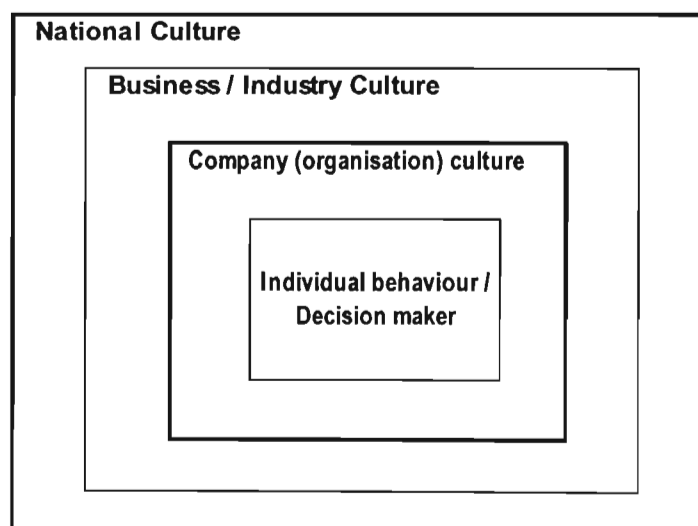 National Culture
Business / Industry Culture
Company (organisation) culture
Individual behaviour /
Decision maker